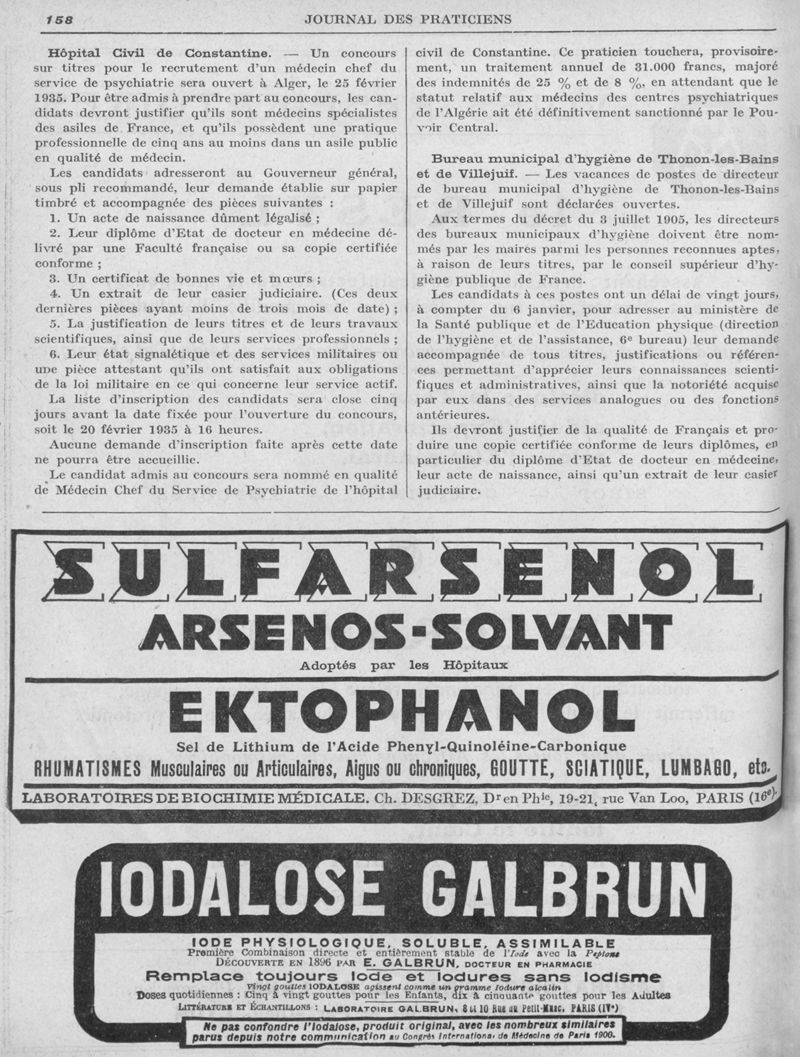 158
JOURNAL DES PRATICIENS
Hôpital Civil de Constantine. — Un concours
sur titres pour le recrutement d'un médecin chef du
service de psychiatrie sera ouvert à Alger, le 25 février
1935. Pour être admis à prendre part au concours, les can-
didats devront justifier qu'ils sont médecins spécialistes
des asiles de France, et qu'ils possèdent une pratique
professionnelle de cinq ans au moins dans un asile public
en qualité de médecin.
Les candidats adresseront au Gouverneur général,
sous pli recommandé, leur demande établie sur papier
timbré et accompagnée des pièces suivantes :
1. Un acte de naissance dûment légalisé ;
2. Leur diplôme d'Etat de docteur en médecine dé-
livré par une Faculté française ou sa copie certifiée
conforme ;
3. Un certificat de bonnes vie et mœurs ;
4. Un extrait de leur casier judiciaire. (Ces deux
dernières pièces ayant moins de trois mois de date) ;
5. La justification de leurs titres et de leurs travaux
scientifiques, ainsi que de leurs services professionnels ;
6. Leur état signalétique et des services militaires ou
une pièce attestant qu'ils ont satisfait aux obligations
de la loi militaire en ce qui concerne leur service actif.
La liste d'inscription des candidats sera close cinq
jours avant la date fixée pour l'ouverture du concours,
soit le 20 février 1935 à 16 heures.
Aucune demande d'inscription faite après cette date
ne pourra être accueillie.
Le candidat admis au concours sera nommé en qualité
de Médecin Chef du Service de Psychiatrie de l'hôpital
civil de Constantine. Ce praticien touchera, provisoire-
ment, un traitement annuel de 31.000 francs, majoré
des indemnités de 25 % et de 8 %, en attendant que le
statut relatif aux médecins des centres psychiatriques
de l'Algérie ait été définitivement sanctionné par le Pou-
voir Central.
Bureau municipal d'hygiène de Thonon-les-Bains
et de Villejuif. — Les vacances de postes de directeur
de bureau municipal d'hygiène de Thonon-les-Bains
et de Villejuif sont déclarées ouvertes.
Aux termes du décret du 3 juillet 1905, les directeurs
des bureaux municipaux d'hygiène doivent être nom-
més par les maires parmi les personnes reconnues aptes,
à raison de leurs titres, par le conseil supérieur d'hy-
giène publique de France.
Les candidats à ces postes ont un délai de vingt jours,
à compter du 6 janvier, pour adresser au ministère de
la Santé publique et de l'Education physique (direction
de l'hygiène et de l'assistance, 6e bureau) leur demande
accompagnée de tous titres, justifications ou référen-
ces permettant d'apprécier leurs connaissances scienti-
fiques et administratives, ainsi que la notoriété acquise
par eux dans des services analogues ou des fonctions
antérieures.
Ils devront justifier de la qualité de Français et pro-
duire une copie certifiée conforme de leurs diplômes, en
particulier du diplôme d'Etat de docteur en médecine,
leur acte de naissance, ainsi qu'un extrait de leur casier
judiciaire.
SULFARSENOL
ARSENOS-SOLVANT
Adoptés par les Hôpitaux
EKTOPHANOL
Sel de Lithium de l'Acide Phenyl-Quinoléine-Carbonique
RHUMATISMES Musculaires ou Articulaires, Aigus ou chroniques, GOUTTE, SCIATIQUE, LUMBAGO, etc.
LABORATOIRES DE BIOCHIMIE MÉDICALE. Ch. DESGREZ, Dr en Phie, 19-21, rue Van Loo, PARIS (16e).
IODALOSE GALBRUN
IODE PHYSIOLOGIQUE, SOLUBLE, ASSIMILABLE
Première Combinaison directe et entièrement stable de l'Iode avec la Peptone
DÉCOUVERTE EN 1896 PAR E. GALBRUN, DOCTEUR EN PHARMACIE
Remplace toujours Iode et Iodures sans Iodisme
Vingt gouttes IODALOSE agissent comme un gramme Iodure alcalin
Doses quotidiennes : Cinq à vingt gouttes pour les Enfants, dix à cinquante gouttes pour les Adultes
LITTÉRATURE ET ÉCHANTILLONS : LABORATOIRE GALBRUN, 8 et 10 Rue du Petit-Musc, PARIS (IVe)
Ne pas confondre l'Iodalose, produit original, avec les nombreux similaires
parus depuis notre communication au Congrès International de Médecine de Paris 1900.